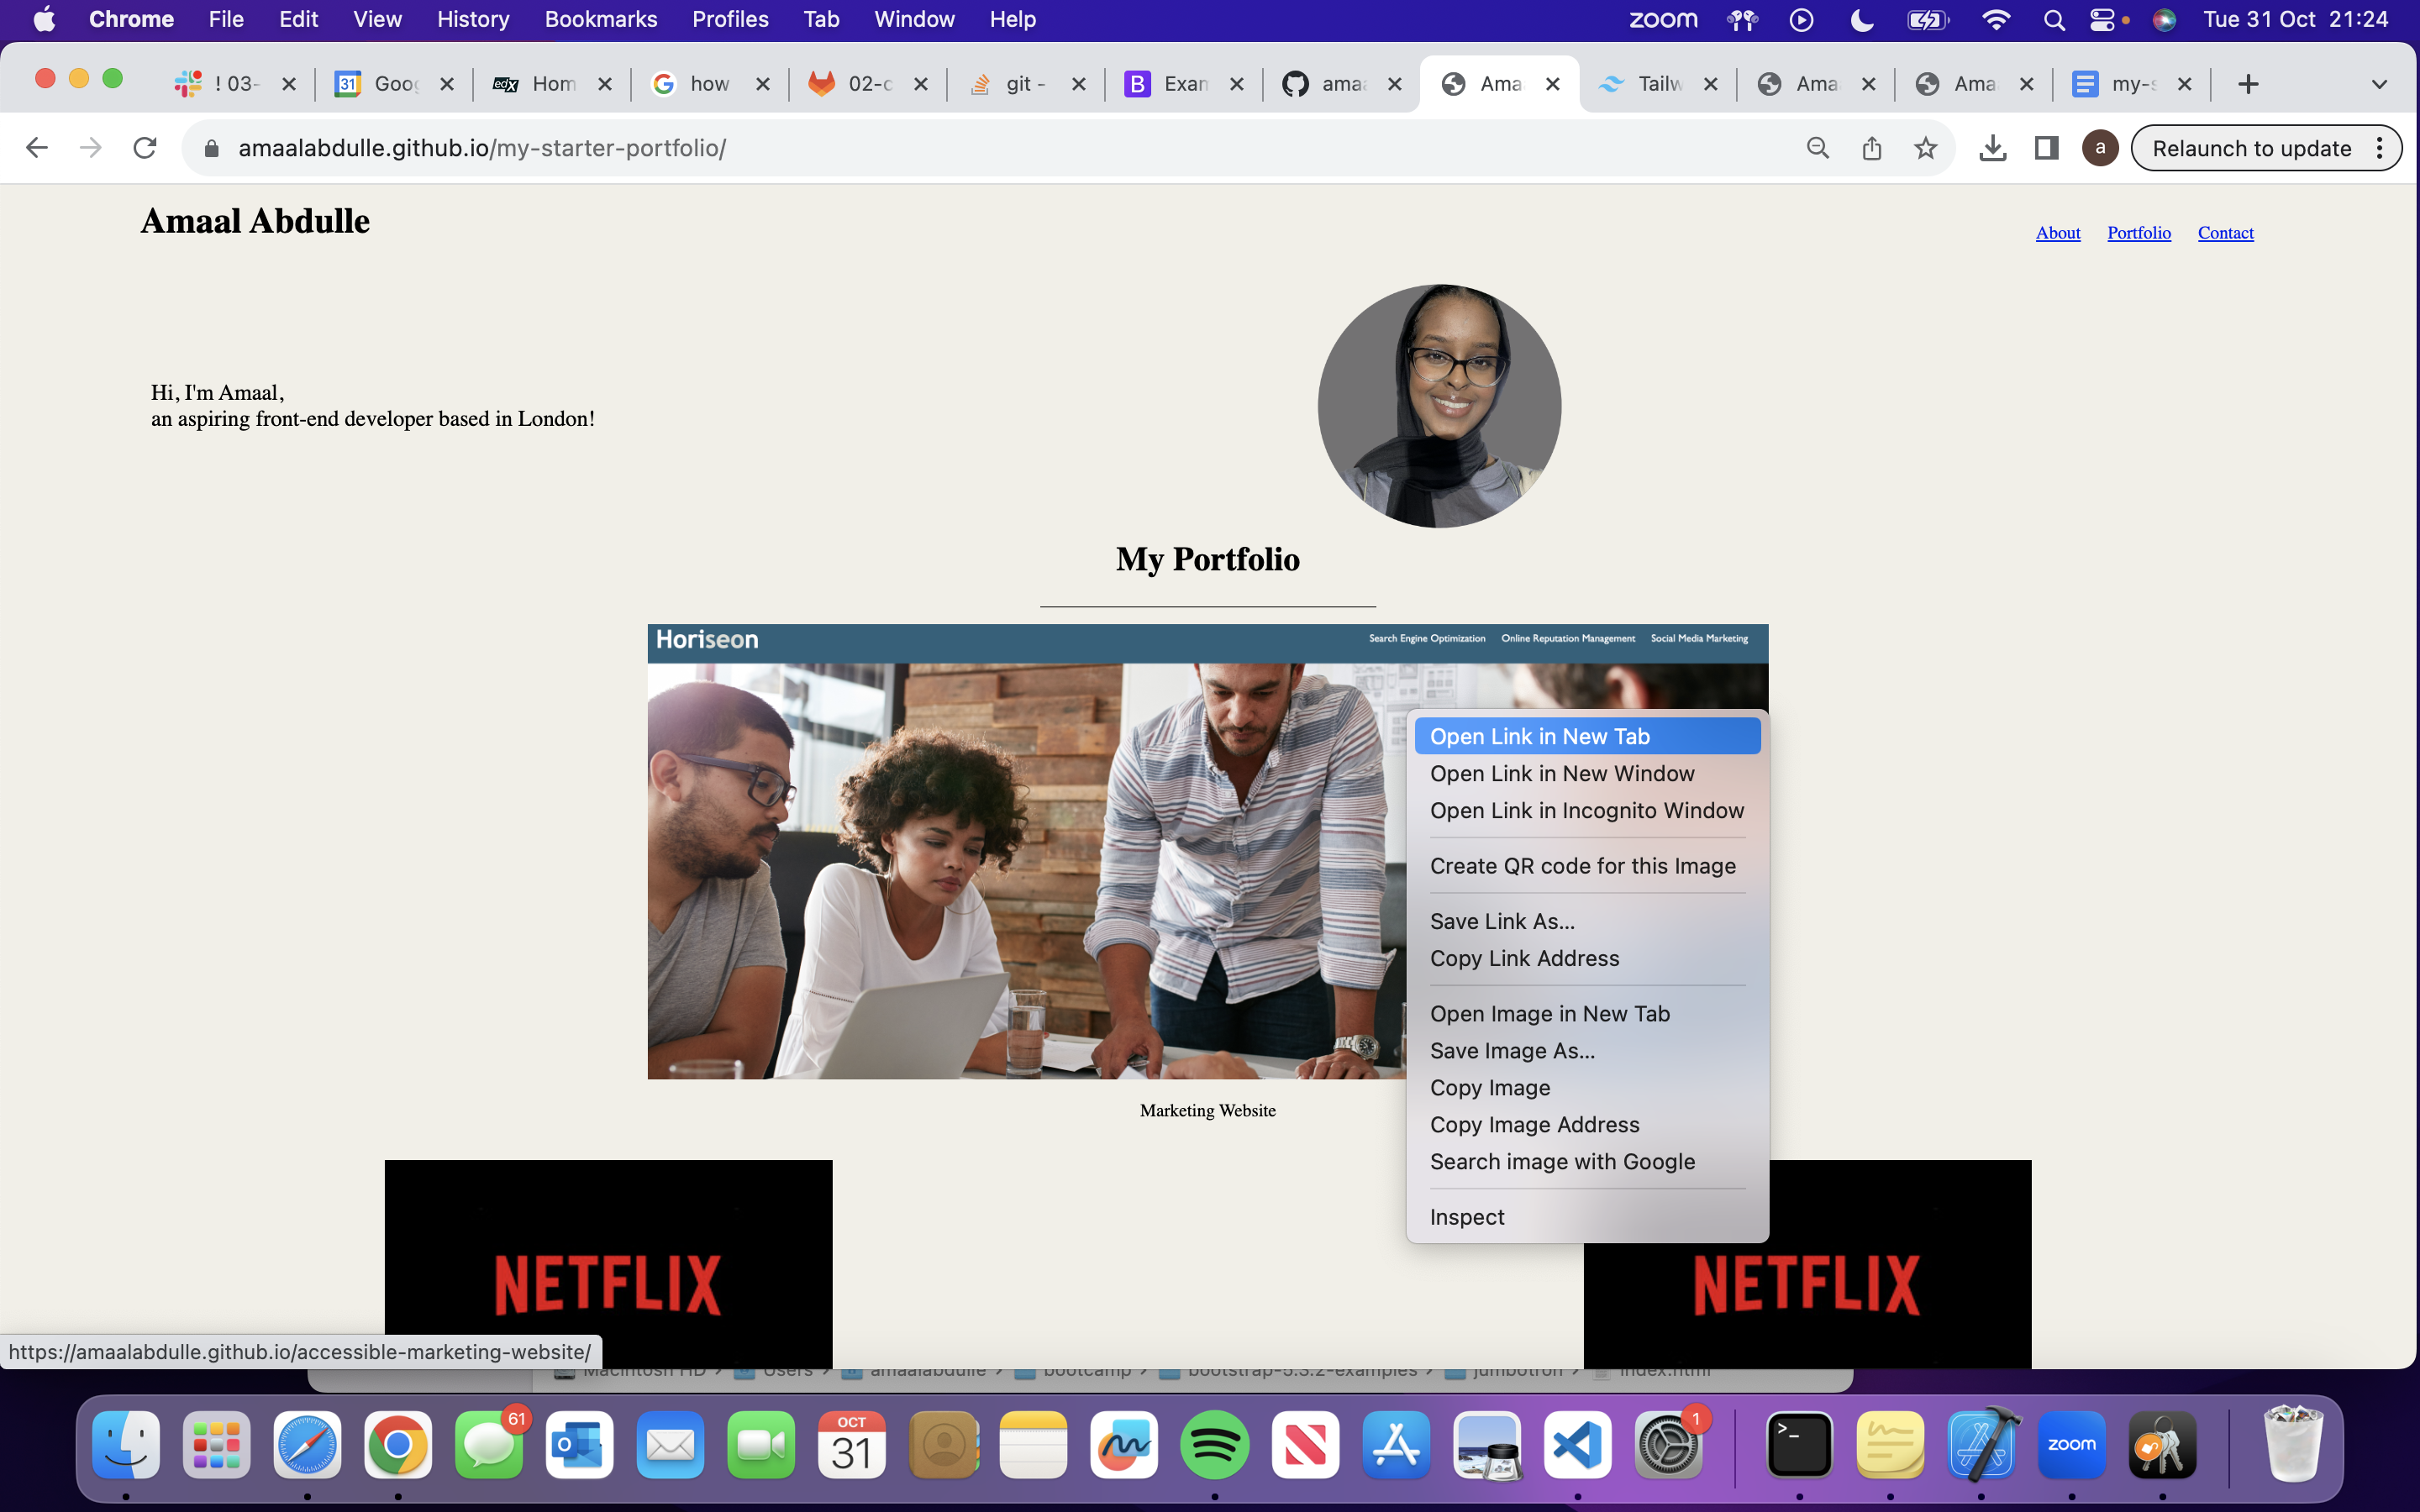 Chrome File Edit View History Bookmarks Profiles Tab Window Help zoom Tue 31 Oct 21:24
! 03- 31 Goog edX Hom G how 02-c git - B Exam amaa Ama Tailw Ama Ama my-s
amaalabdulle.github.io/my-starter-portfolio/ a Relaunch to update
Amaal Abdulle
About Portfolio Contact
Hi, I'm Amaal,
an aspiring front-end developer based in London!
My Portfolio
Horiseon Search Engine Optimization Online Reputation Management Social Media Marketing
Open Link in New Tab
Open Link in New Window
Open Link in Incognito Window
Create QR code for this Image
Save Link As...
Copy Link Address
Open Image in New Tab
Save Image As...
Copy Image
Copy Image Address
Search image with Google
Inspect
Marketing Website
NETFLIX NETFLIX
https://amaalabdulle.github.io/accessible-marketing-website/
Macintosh HD Users amaalabdulle bootcamp bootstrap-5.3.2-examples jumbotron index.html
61 OCT 31 1 zoom